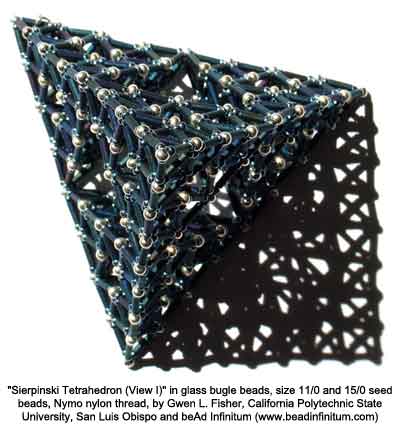 "Sierpinski Tetrahedron (View I)" in glass bugle beads, size 11/0 and 15/0 seed
beads, Nymo nylon thread, by Gwen L. Fisher, California Polytechnic State
University, San Luis Obispo and beAd Infinitum (www.beadinfinitum.com)